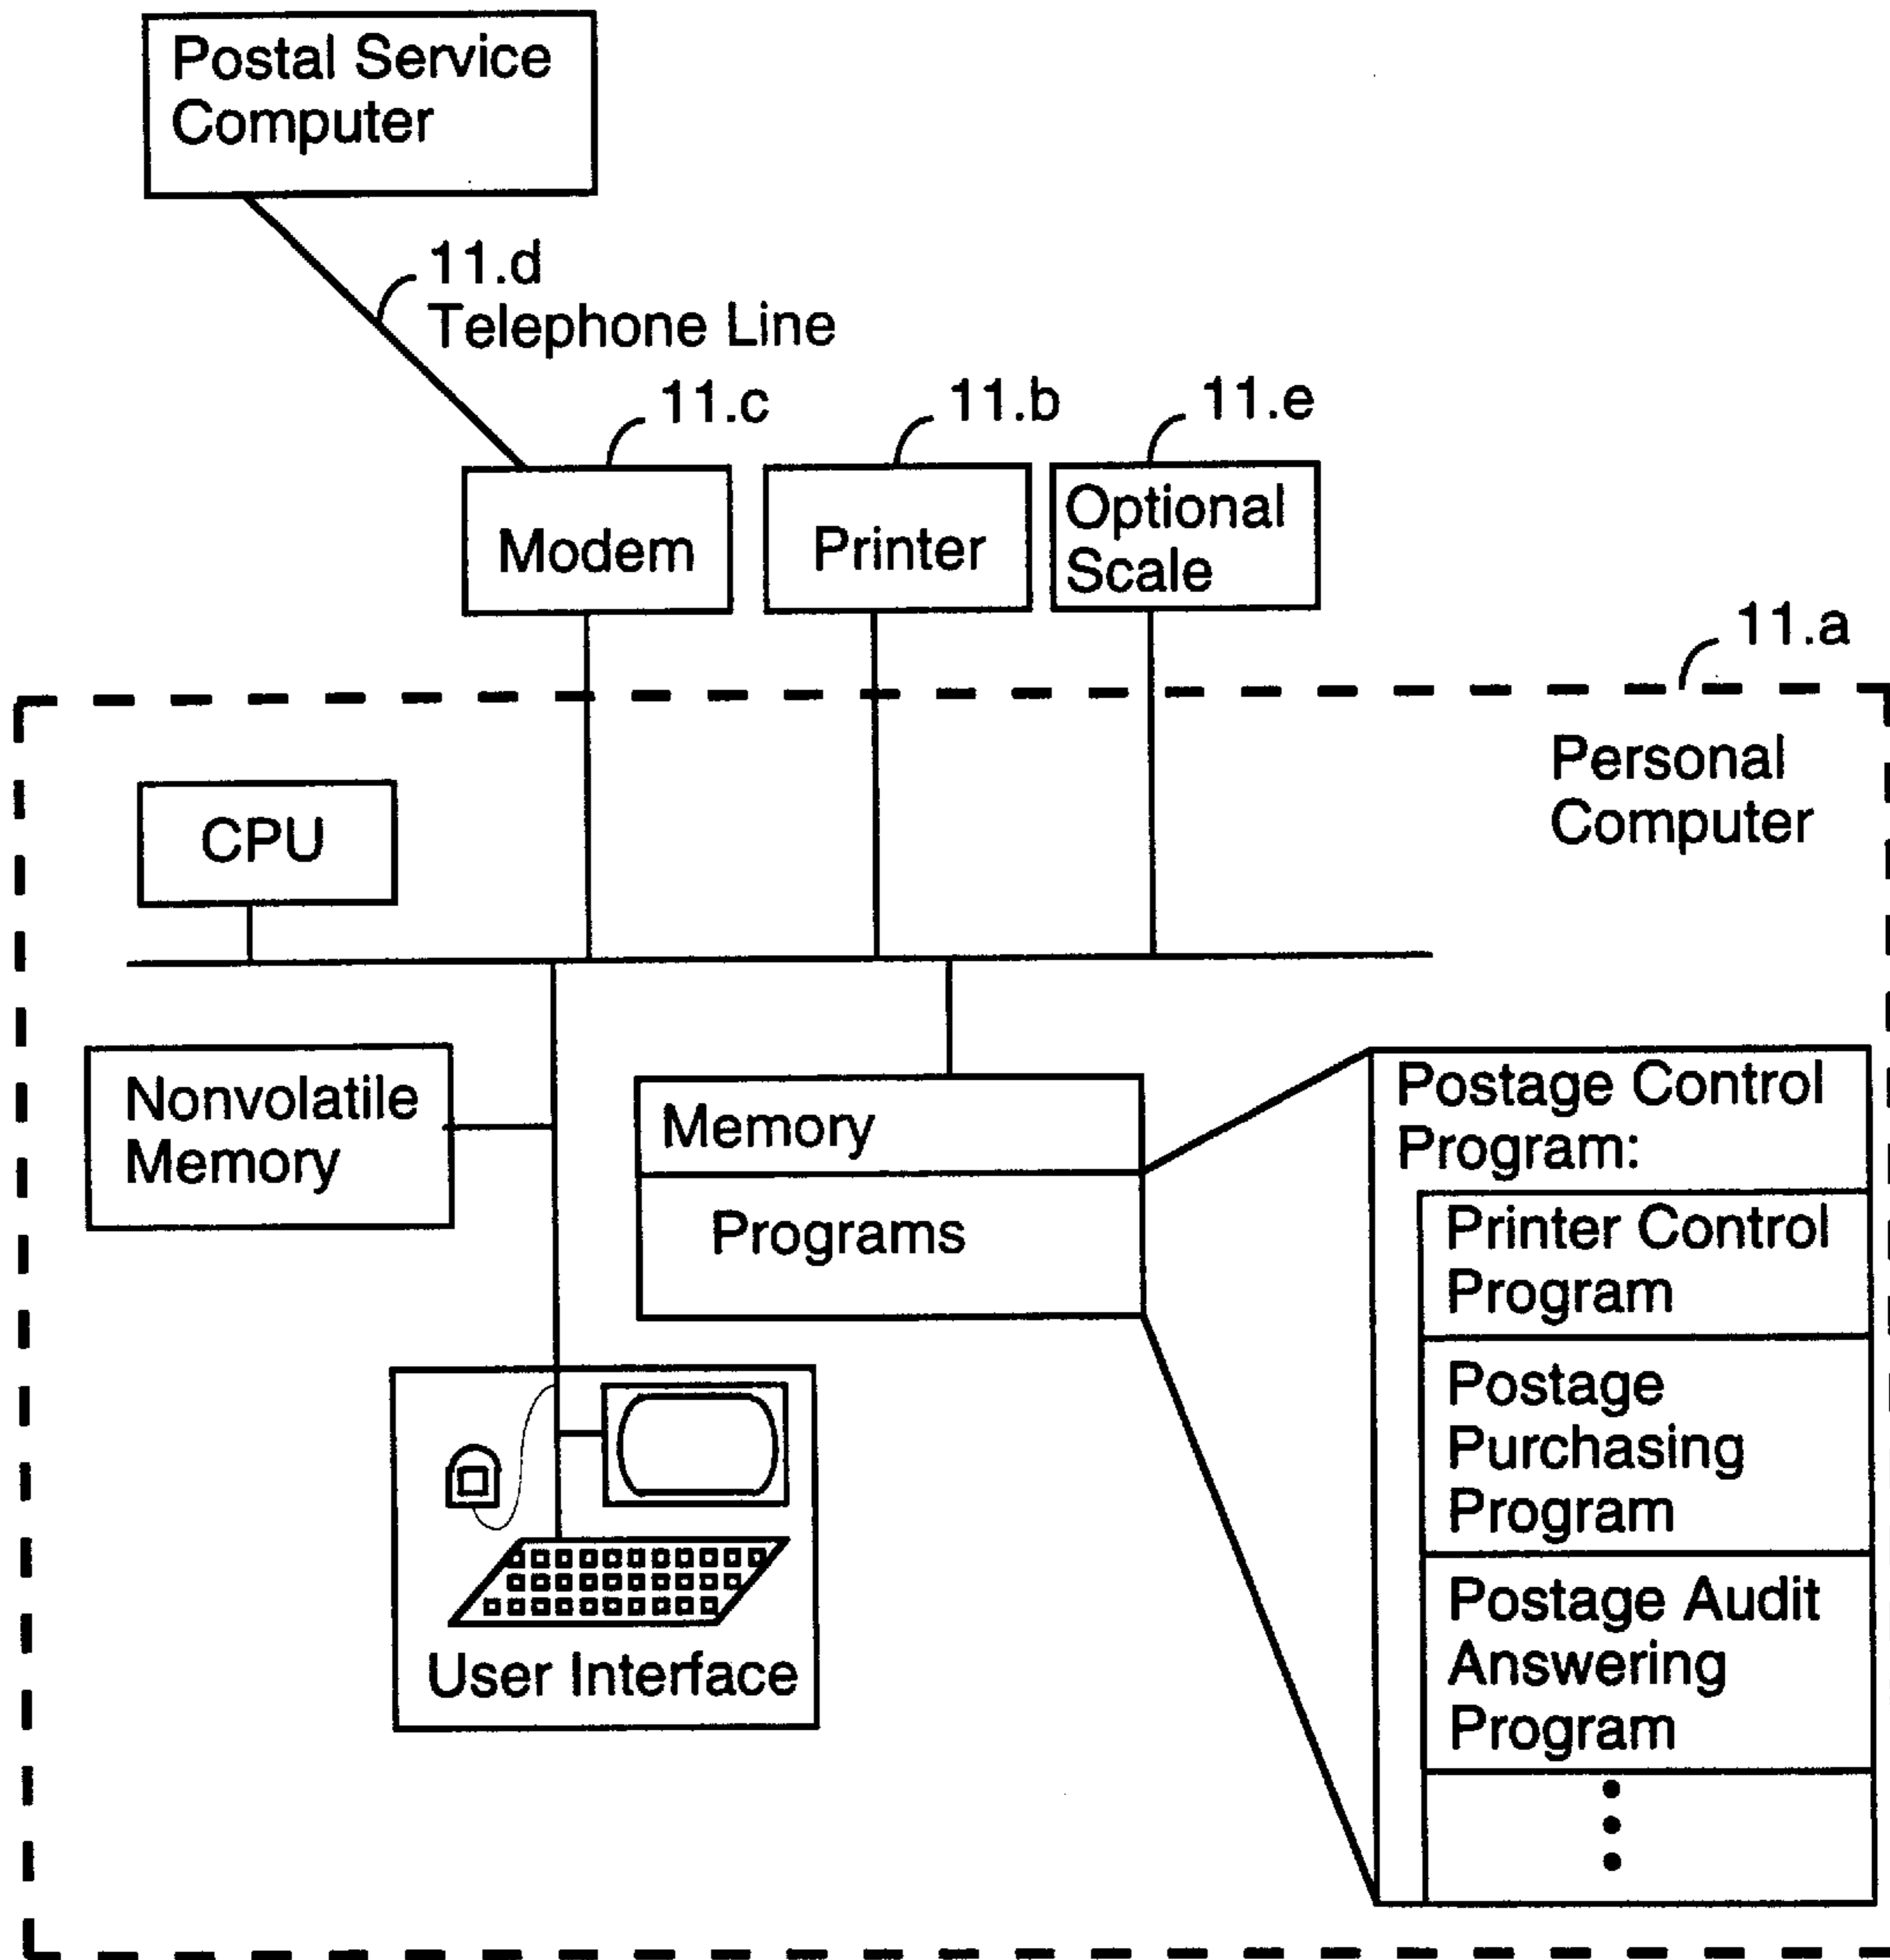 Postal Service
Computer
11.d
Telephone Line
11.c
11.b
11.e
Modem
Printer
Optional
Scale
11.a
Personal
Computer
CPU
Nonvolatile
Memory
Memory
Programs
Postage Control
Program:
Printer Control
Program
Postage
Purchasing
Program
Postage Audit
Answering
Program
User Interface